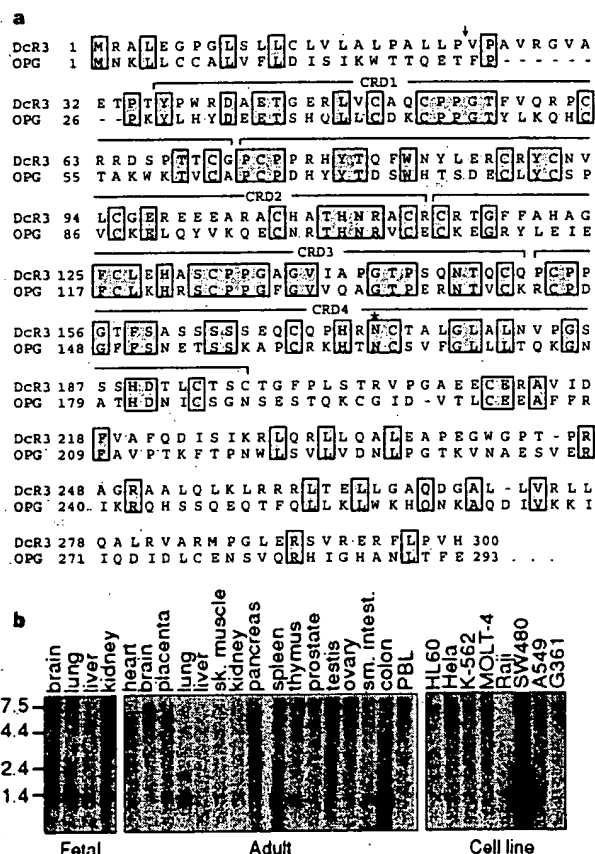 a
DcR3 1 M R A L E G P G L S L L C L V L A L P A L L P V P A V R G V A
OPG 1 M N K L L C C A L V F L D I S I K W T T Q E T F P - - - - - -
CRD1
DcR3 32 E T P T Y P W R D A E T G E R L V C A Q C P P G T F V Q R P C
OPG 26 - - P K Y L H Y D E E T S H Q L L C D K C P P G T Y L K Q H C
DcR3 63 R R D S P T T C G P C P P R H Y T Q F W N Y L E R C R Y C N V
OPG 55 T A K W K T V C A P C P D H Y Y T D S W H T S D E C L Y C S P
CRD2
DcR3 94 L C G E R E E E A R A C H A T H N R A C R C R T G F F A H A G
OPG 86 V C K E L Q Y V K Q E C N R T H N R V C E C K E G R Y L E I E
CRD3
DcR3 125 F C L E H A S C P P G A G V I A P G T P S Q N T Q C Q P C P P
OPG 117 F C L K H R S C P P G F G V V Q A G T P E R N T V C K R C P D
CRD4
*
DcR3 156 G T F S A S S S S S E Q C Q P H R N C T A L G L A L N V P G S
OPG 148 G F F S N E T S S K A P C R K H T N C S V F G L L L T Q K G N
DcR3 187 S S H D T L C T S C T G F P L S T R V P G A E E C E R A V I D
OPG 179 A T H D N I C S G N S E S T Q K C G I D - V T L C E E A F F R
DcR3 218 F V A F Q D I S I K R L Q R L L Q A L E A P E G W G P T - P R
OPG 209 F A V P T K F T P N W L S V L V D N L P G T K V N A E S V E R
DcR3 248 A G R A A L Q L K L R R R L T E L L G A Q D G A L - L V R L L
OPG 240 I K R Q H S S Q E Q T F Q L L K L W K H Q N K A Q D I V K K I
DcR3 278 Q A L R V A R M P G L E R S V R E R F L P V H 300
OPG 271 I Q D I D L C E N S V Q R H I G H A N L T F E 293 . . .
b
brain lung liver kidney heart brain placenta lung liver sk. muscle kidney pancreas spleen thymus prostate testis ovary sm. intest. colon PBL HL60 Hela K-562 MOLT-4 Raji SW480 A549 G361
7.5
4.4
2.4
1.4
Fetal Adult Cell line